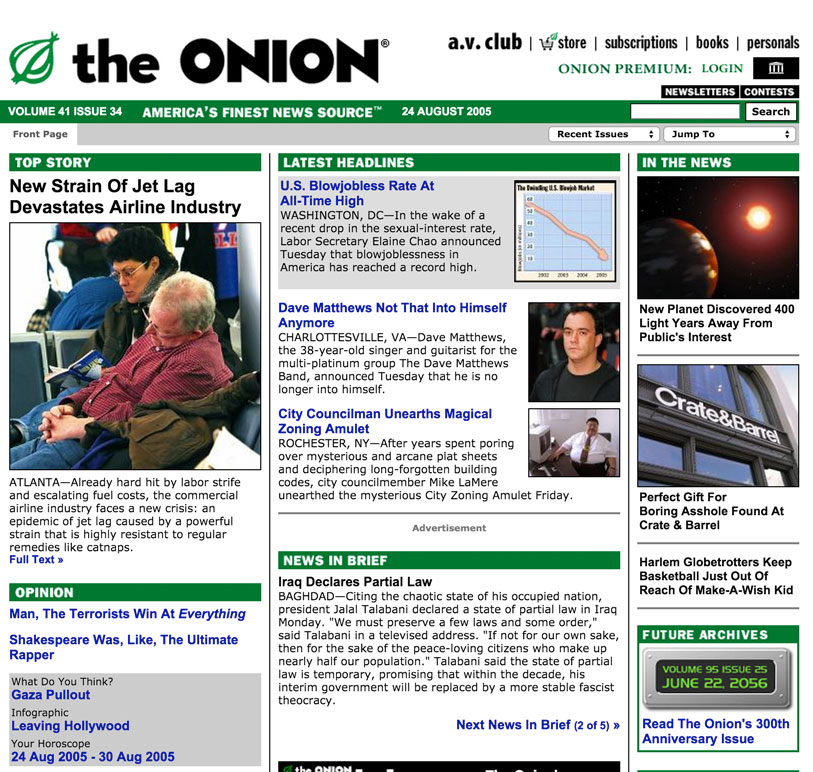 the ONION®
a.v. club | store | subscriptions | books | personals
ONION PREMIUM: LOGIN
NEWSLETTERS CONTESTS
VOLUME 41 ISSUE 34 AMERICA'S FINEST NEWS SOURCE™ 24 AUGUST 2005
Search
Front Page
Recent Issues
Jump To
TOP STORY
New Strain Of Jet Lag
Devastates Airline Industry
ATLANTA—Already hard hit by labor strife
and escalating fuel costs, the commercial
airline industry faces a new crisis: an
epidemic of jet lag caused by a powerful
strain that is highly resistant to regular
remedies like catnaps.
Full Text »
OPINION
Man, The Terrorists Win At Everything
Shakespeare Was, Like, The Ultimate
Rapper
What Do You Think?
Gaza Pullout
Infographic
Leaving Hollywood
Your Horoscope
24 Aug 2005 - 30 Aug 2005
LATEST HEADLINES
U.S. Blowjobless Rate At
All-Time High
WASHINGTON, DC—In the wake of a
recent drop in the sexual-interest rate,
Labor Secretary Elaine Chao announced
Tuesday that blowjoblessness in
America has reached a record high.
The Dwindling U.S. Blowjob Market
60
50
40
30
20
10
2002 2003 2004 2005
Dave Matthews Not That Into Himself
Anymore
CHARLOTTESVILLE, VA—Dave Matthews,
the 38-year-old singer and guitarist for the
multi-platinum group The Dave Matthews
Band, announced Tuesday that he is no
longer into himself.
City Councilman Unearths Magical
Zoning Amulet
ROCHESTER, NY—After years spent poring
over mysterious and arcane plat sheets
and deciphering long-forgotten building
codes, city councilmember Mike LaMere
unearthed the mysterious City Zoning Amulet Friday.
Advertisement
NEWS IN BRIEF
Iraq Declares Partial Law
BAGHDAD—Citing the chaotic state of his occupied nation,
president Jalal Talabani declared a state of partial law in Iraq
Monday. "We must preserve a few laws and some order,"
said Talabani in a televised address. "If not for our own sake,
then for the sake of the peace-loving citizens who make up
nearly half our population." Talabani said the state of partial
law is temporary, promising that within the decade, his
interim government will be replaced by a more stable fascist
theocracy.
Next News In Brief (2 of 5) »
the ONION
IN THE NEWS
New Planet Discovered 400
Light Years Away From
Public's Interest
Crate&Barrel
Perfect Gift For
Boring Asshole Found At
Crate & Barrel
Harlem Globetrotters Keep
Basketball Just Out Of
Reach Of Make-A-Wish Kid
FUTURE ARCHIVES
VOLUME 95 ISSUE 25
JUNE 22, 2056
Read The Onion's 300th
Anniversary Issue